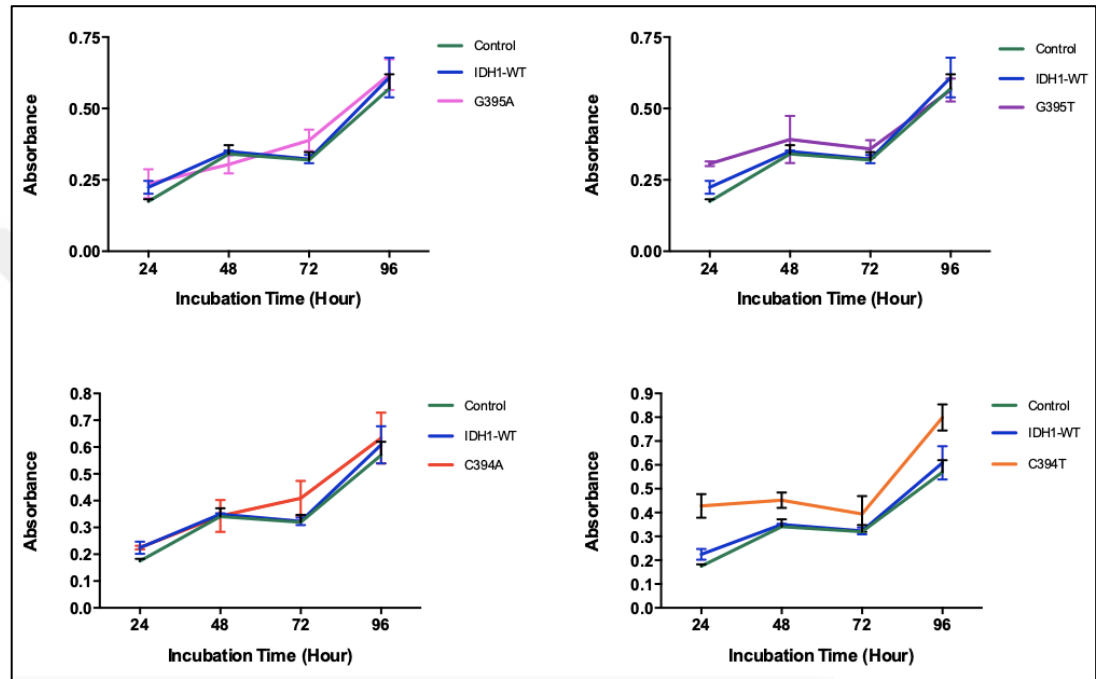 0.75
0.50
0.25
0.00
Absorbance
24 48 72 96
Incubation Time (Hour)
Control
IDH1-WT
G395A
0.75
0.50
0.25
0.00
Absorbance
24 48 72 96
Incubation Time (Hour)
Control
IDH1-WT
G395T
0.8
0.7
0.6
0.5
0.4
0.3
0.2
0.1
0.0
Absorbance
24 48 72 96
Incubation Time (Hour)
Control
IDH1-WT
C394A
0.9
0.8
0.7
0.6
0.5
0.4
0.3
0.2
0.1
0.0
Absorbance
24 48 72 96
Incubation Time (Hour)
Control
IDH1-WT
C394T